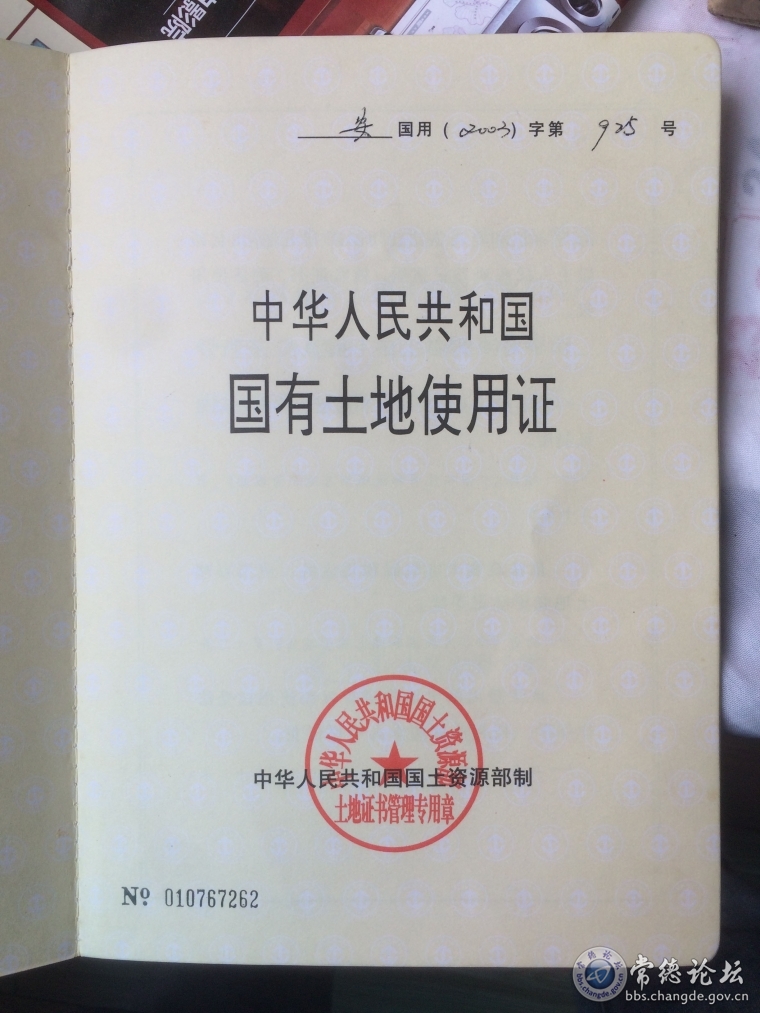 电影院
安 国用(2003)字第 925 号
中华人民共和国
国有土地使用证
中华人民共和国国土资源部
土地证书管理专用章
中华人民共和国国土资源部制
Nº 010767262
常德论坛
bbs.changde.gov.cn